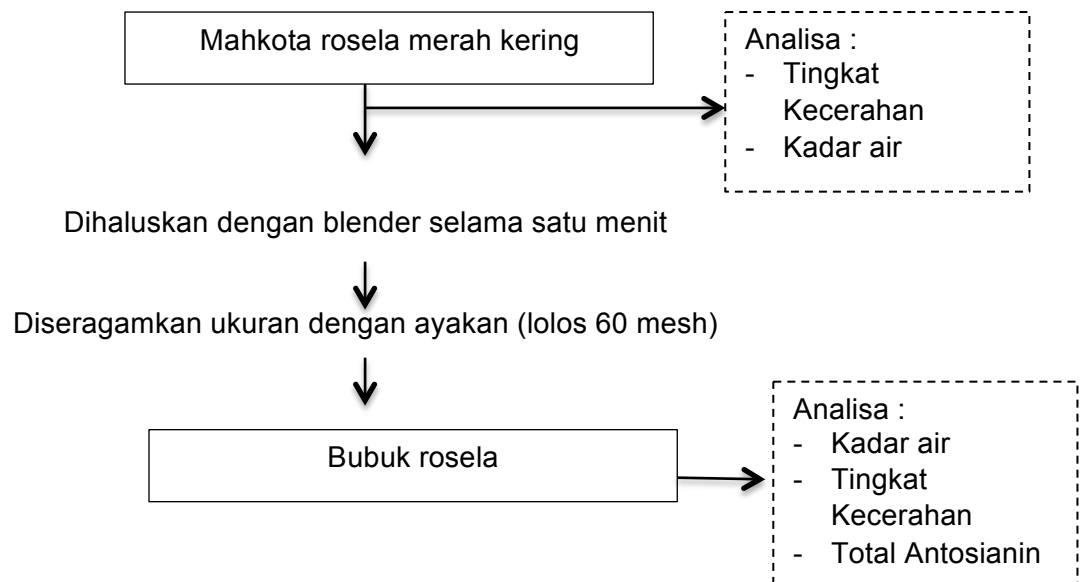 Mahkota rosela merah kering
Analisa :
- Tingkat
Kecerahan
- Kadar air
Dihaluskan dengan blender selama satu menit
Diseragamkan ukuran dengan ayakan (lolos 60 mesh)
Bubuk rosela
Analisa :
- Kadar air
- Tingkat
Kecerahan
- Total Antosianin